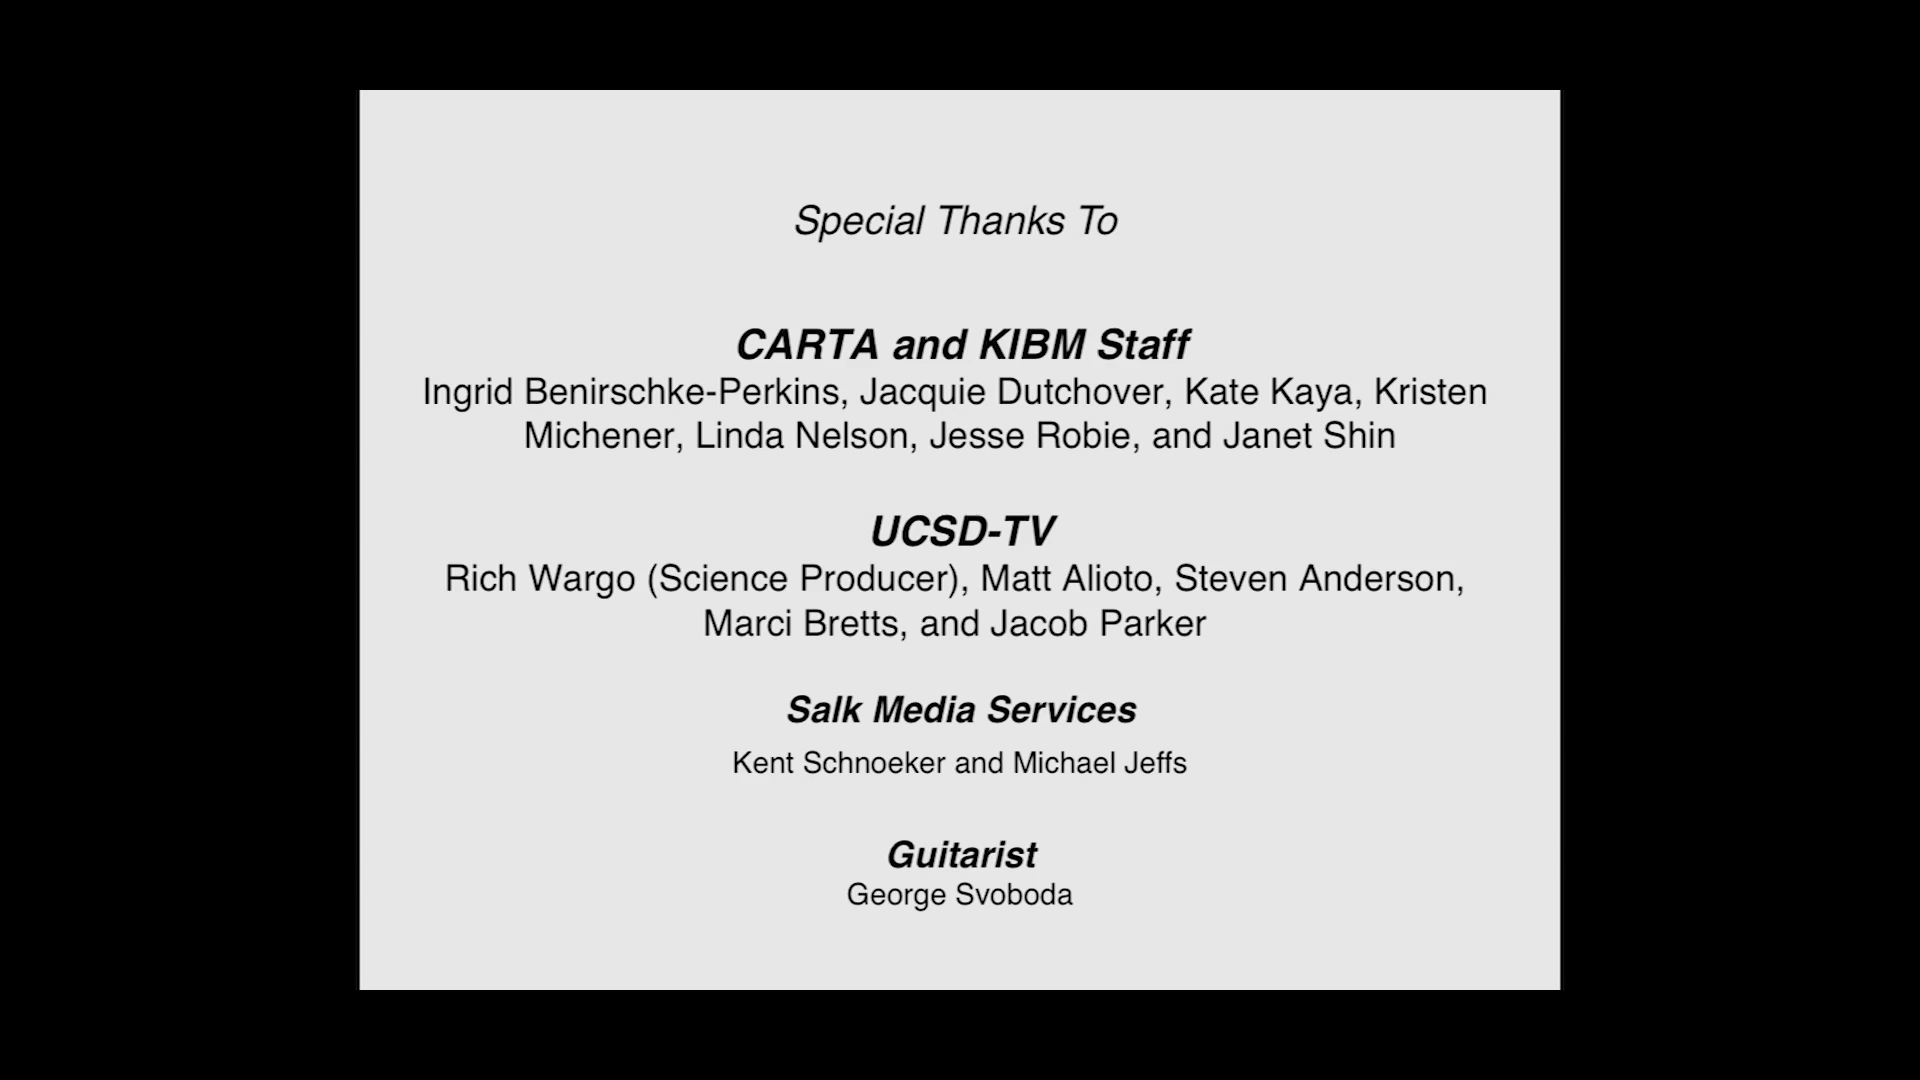 Special Thanks To
CARTA and KIBM Staff
Ingrid Benirschke-Perkins, Jacquie Dutchover, Kate Kaya, Kristen
Michener, Linda Nelson, Jesse Robie, and Janet Shin
UCSD-TV
Rich Wargo (Science Producer), Matt Alioto, Steven Anderson,
Marci Bretts, and Jacob Parker
Salk Media Services
Kent Schnoeker and Michael Jeffs
Guitarist
George Svoboda